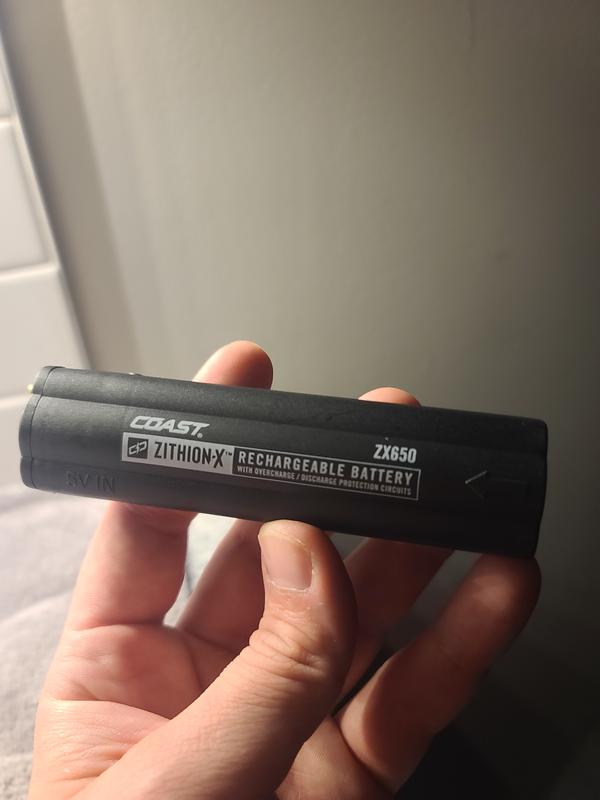 COAST®
ZX650
ZITHION-X™
RECHARGEABLE BATTERY
WITH OVERCHARGE / DISCHARGE PROTECTION CIRCUITS
5V IN